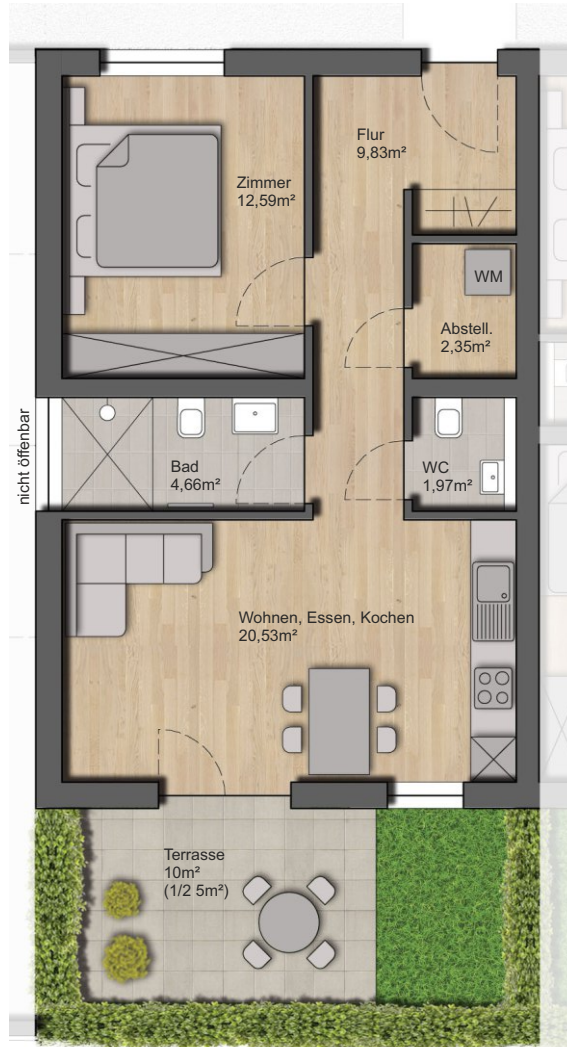 Flur
9,83m²
Zimmer
12,59m²
WM
Abstell.
2,35m²
nicht öffenbar
Bad
4,66m²
WC
1,97m²
Wohnen, Essen, Kochen
20,53m²
Terrasse
10m²
(1/2 5m²)